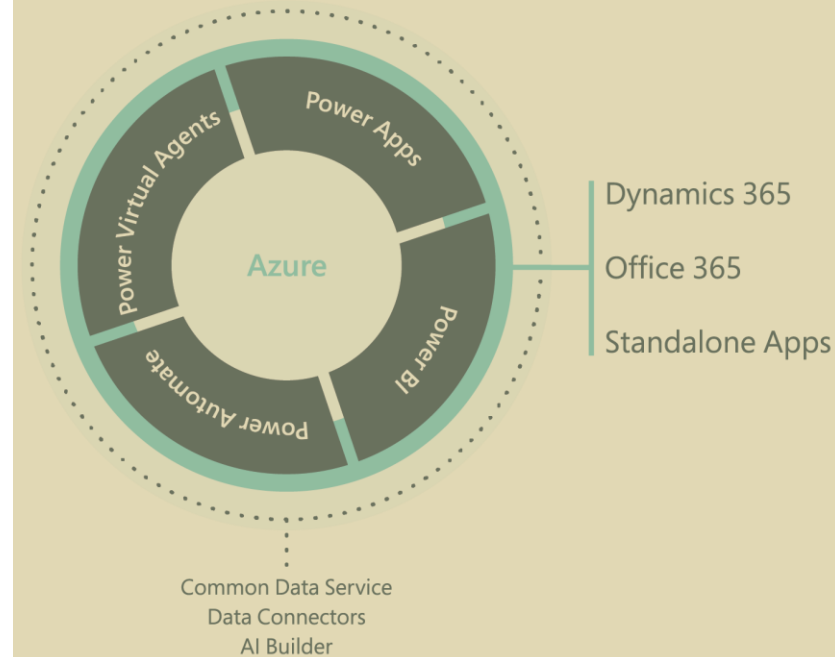 Power Apps
Power Virtual Agents
Azure
Power BI
Power Automate
Dynamics 365
Office 365
Standalone Apps
Common Data Service
Data Connectors
AI Builder